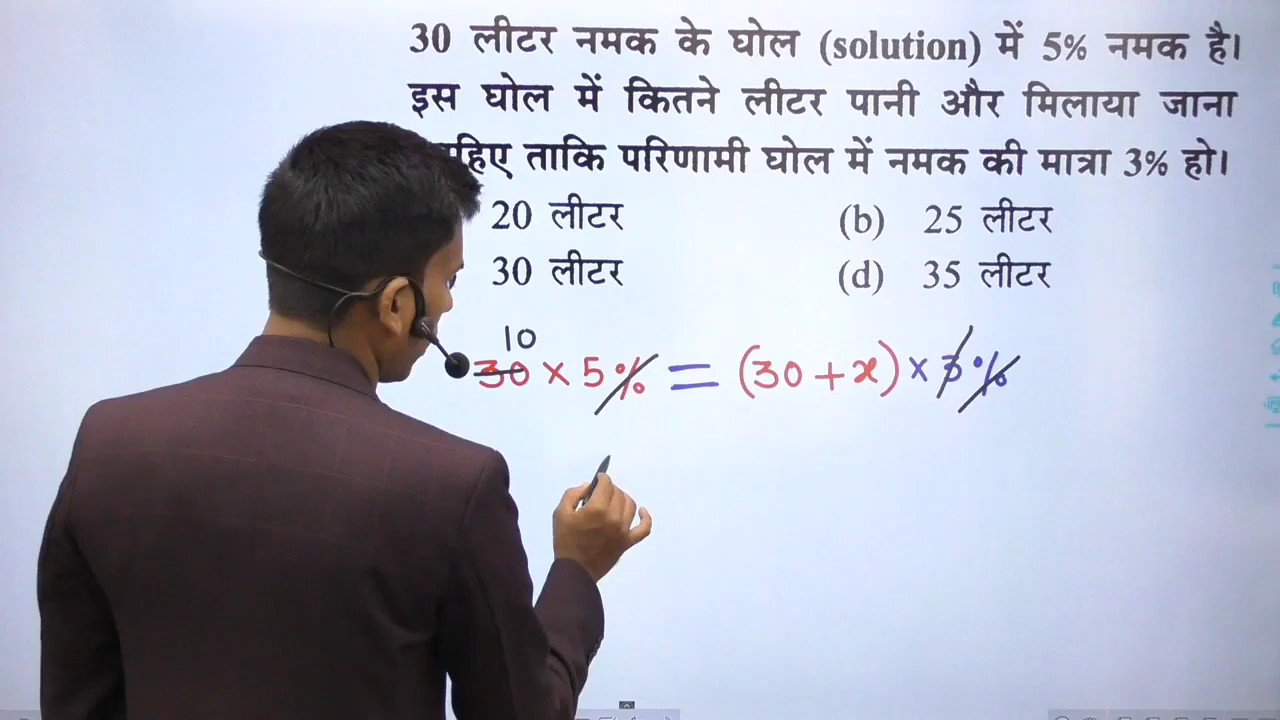 30 लीटर नमक के घोल (solution) में 5% नमक है।
इस घोल में कितने लीटर पानी और मिलाया जाना
ताकि परिणामी घोल में नमक की मात्रा 3% हो।
20 लीटर (b) 25 लीटर
30 लीटर (d) 35 लीटर
10
30 × 5% = (30 + x) × 3%